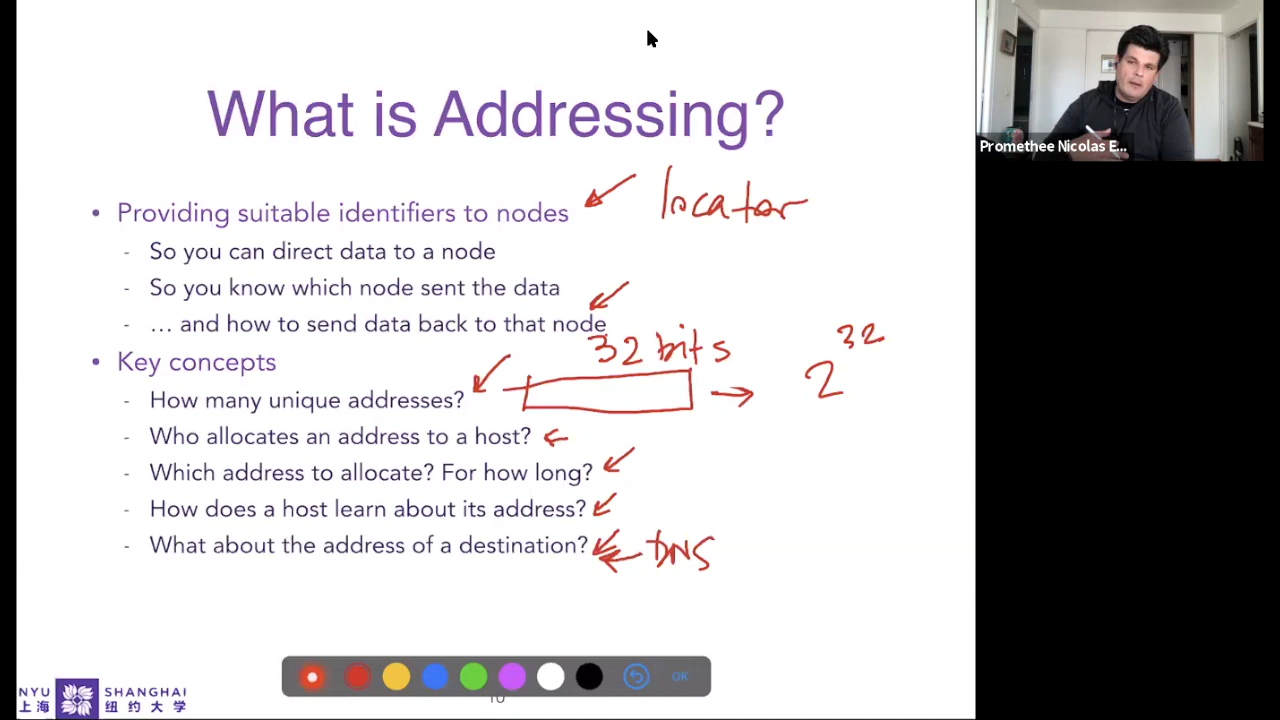 What is Addressing?
Promethee Nicolas E...
• Providing suitable identifiers to nodes
locator
- So you can direct data to a node
- So you know which node sent the data
- … and how to send data back to that node
32 bits
2^32
• Key concepts
- How many unique addresses?
- Who allocates an address to a host?
- Which address to allocate? For how long?
- How does a host learn about its address?
- What about the address of a destination?
DNS
OK
NYU SHANGHAI
上海 纽约大学